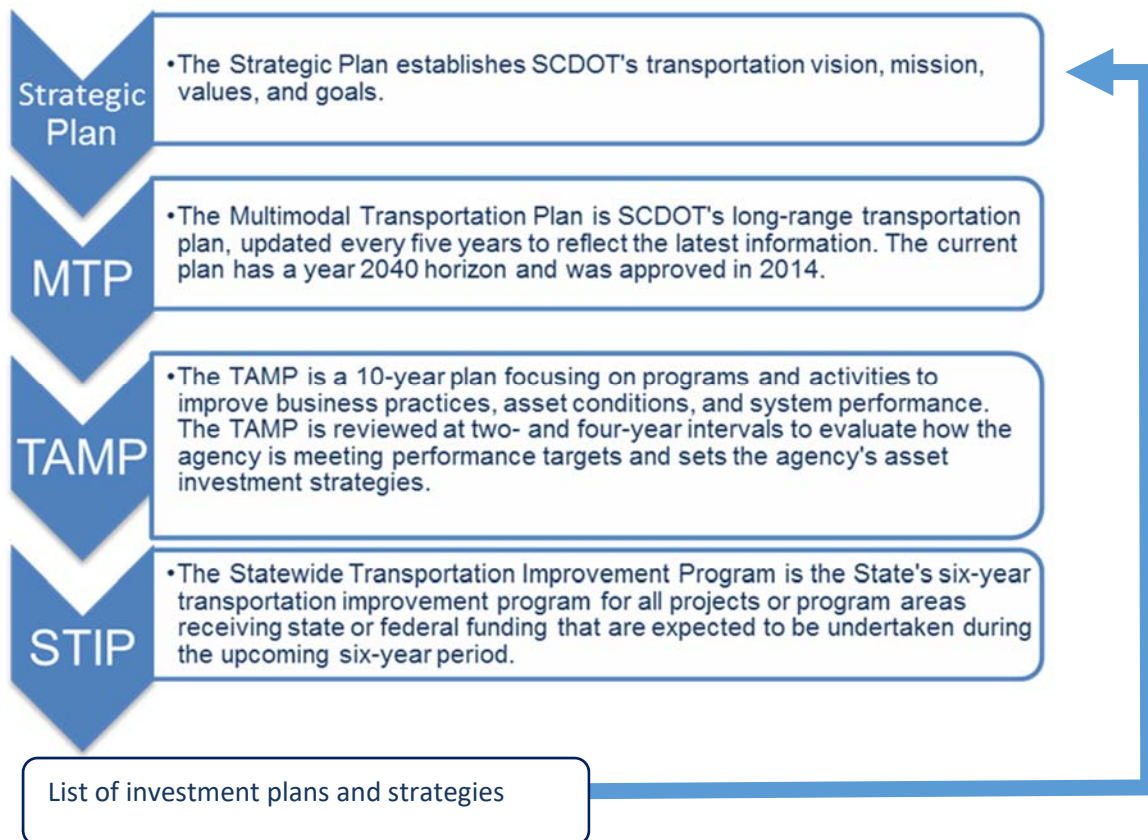 Strategic
Plan
•The Strategic Plan establishes SCDOT's transportation vision, mission,
values, and goals.
MTP
•The Multimodal Transportation Plan is SCDOT's long-range transportation
plan, updated every five years to reflect the latest information. The current
plan has a year 2040 horizon and was approved in 2014.
TAMP
•The TAMP is a 10-year plan focusing on programs and activities to
improve business practices, asset conditions, and system performance.
The TAMP is reviewed at two- and four-year intervals to evaluate how the
agency is meeting performance targets and sets the agency's asset
investment strategies.
STIP
•The Statewide Transportation Improvement Program is the State's six-year
transportation improvement program for all projects or program areas
receiving state or federal funding that are expected to be undertaken during
the upcoming six-year period.
List of investment plans and strategies